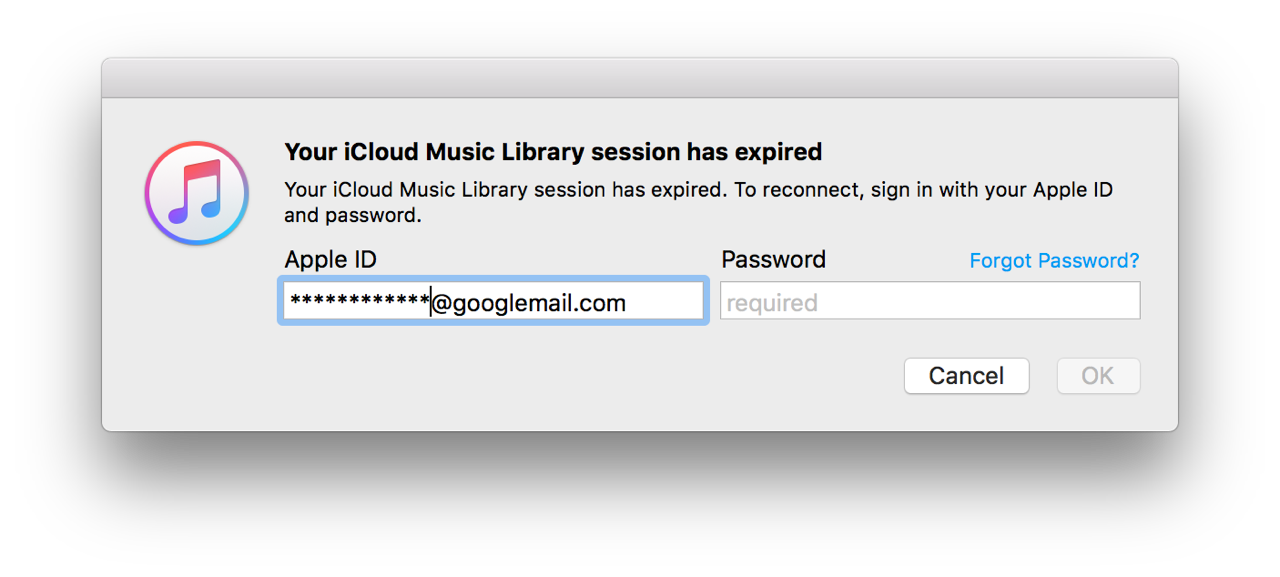 Your iCloud Music Library session has expired
Your iCloud Music Library session has expired. To reconnect, sign in with your Apple ID
and password.
Apple ID
Password
Forgot Password?
************@googlemail.com
required
Cancel
OK